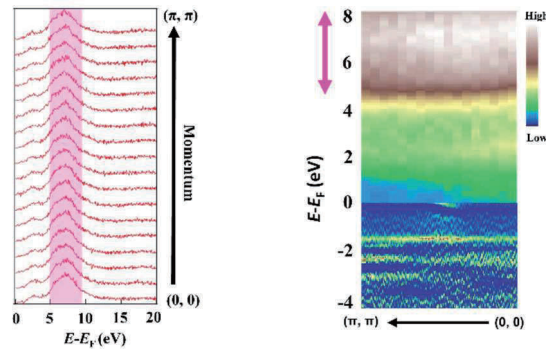 (π, π)
Momentum
(0, 0)
0 5 10 15 20
E-E_F (eV)
8
6
4
2
0
-2
-4
E-E_F (eV)
High
Low
(π, π)
(0, 0)